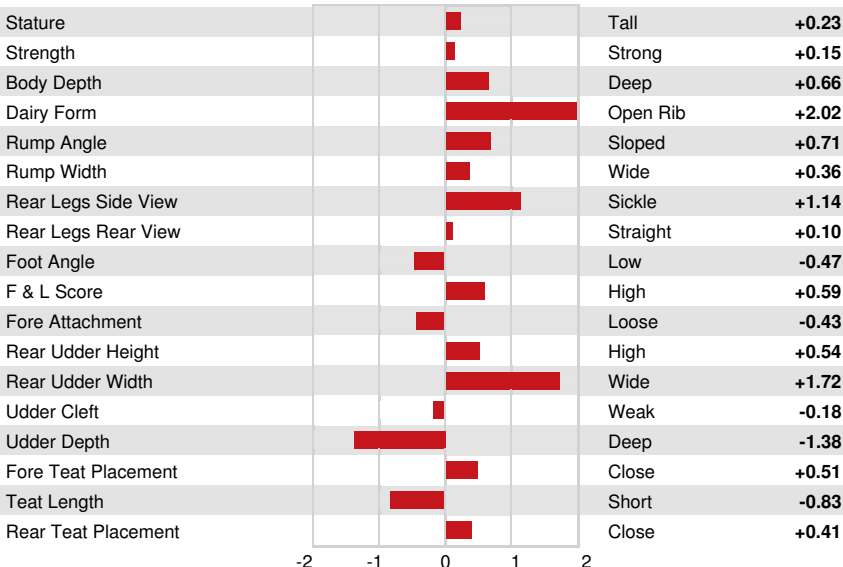 Stature Tall +0.23
Strength Strong +0.15
Body Depth Deep +0.66
Dairy Form Open Rib +2.02
Rump Angle Sloped +0.71
Rump Width Wide +0.36
Rear Legs Side View Sickle +1.14
Rear Legs Rear View Straight +0.10
Foot Angle Low -0.47
F & L Score High +0.59
Fore Attachment Loose -0.43
Rear Udder Height High +0.54
Rear Udder Width Wide +1.72
Udder Cleft Weak -0.18
Udder Depth Deep -1.38
Fore Teat Placement Close +0.51
Teat Length Short -0.83
Rear Teat Placement Close +0.41
-2 -1 0 1 2